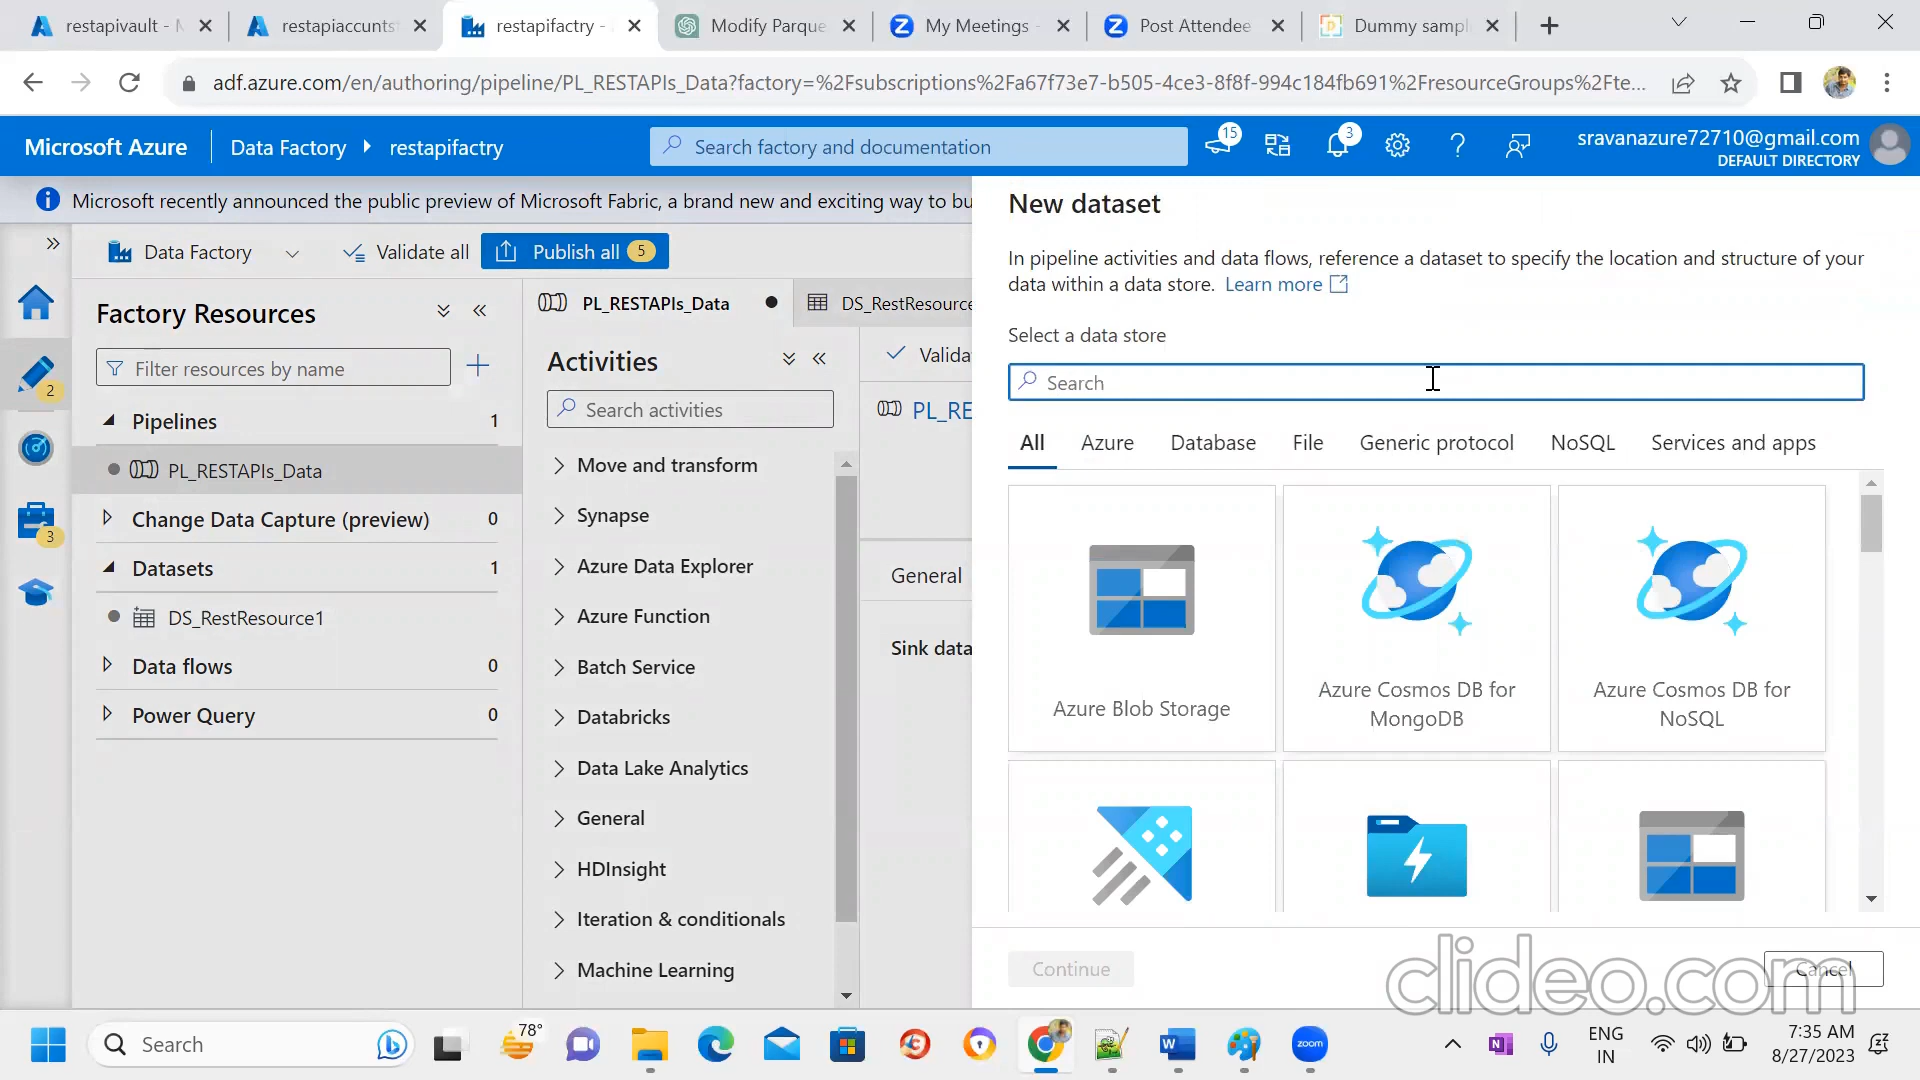 restapivault - M
restapiaccuntst
restapifactry -
Modify Parque
My Meetings -
Post Attendee
Dummy sampl
adf.azure.com/en/authoring/pipeline/PL_RESTAPIs_Data?factory=%2Fsubscriptions%2Fa67f73e7-b505-4ce3-8f8f-994c184fb691%2FresourceGroups%2Fte...
Microsoft Azure
Data Factory
restapifactry
Search factory and documentation
15
3
sravanazure72710@gmail.com
DEFAULT DIRECTORY
Microsoft recently announced the public preview of Microsoft Fabric, a brand new and exciting way to bu
Data Factory
Validate all
Publish all 5
2
3
Factory Resources
Filter resources by name
Pipelines 1
PL_RESTAPIs_Data
Change Data Capture (preview) 0
Datasets 1
DS_RestResource1
Data flows 0
Power Query 0
PL_RESTAPIs_Data
DS_RestResource
Activities
Search activities
Move and transform
Synapse
Azure Data Explorer
Azure Function
Batch Service
Databricks
Data Lake Analytics
General
HDInsight
Iteration & conditionals
Machine Learning
Valida
PL_RE
General
Sink data
New dataset
In pipeline activities and data flows, reference a dataset to specify the location and structure of your
data within a data store. Learn more
Select a data store
Search
All Azure Database File Generic protocol NoSQL Services and apps
Azure Blob Storage
Azure Cosmos DB for
MongoDB
Azure Cosmos DB for
NoSQL
Continue
Cancel
clideo.com
Search
78°
zoom
ENG
IN
7:35 AM
8/27/2023